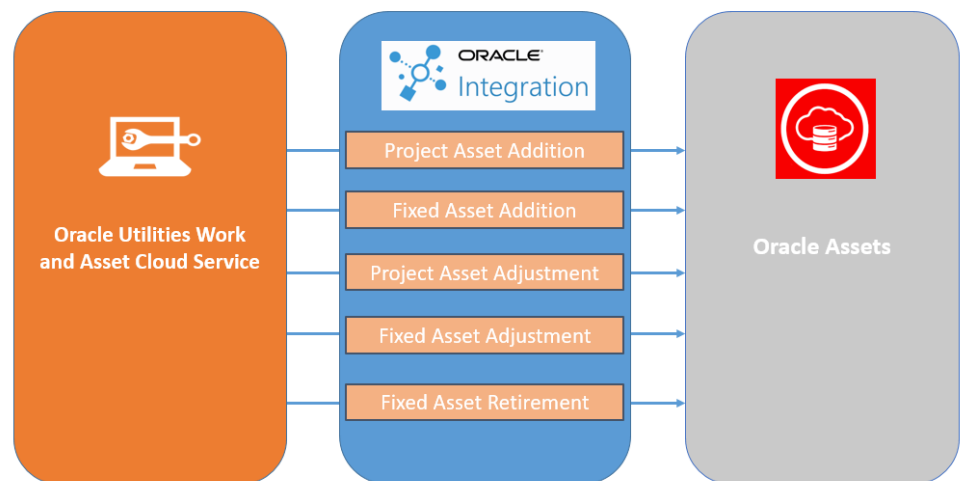 Oracle Utilities Work
and Asset Cloud Service
ORACLE
Integration
Project Asset Addition
Fixed Asset Addition
Project Asset Adjustment
Fixed Asset Adjustment
Fixed Asset Retirement
Oracle Assets